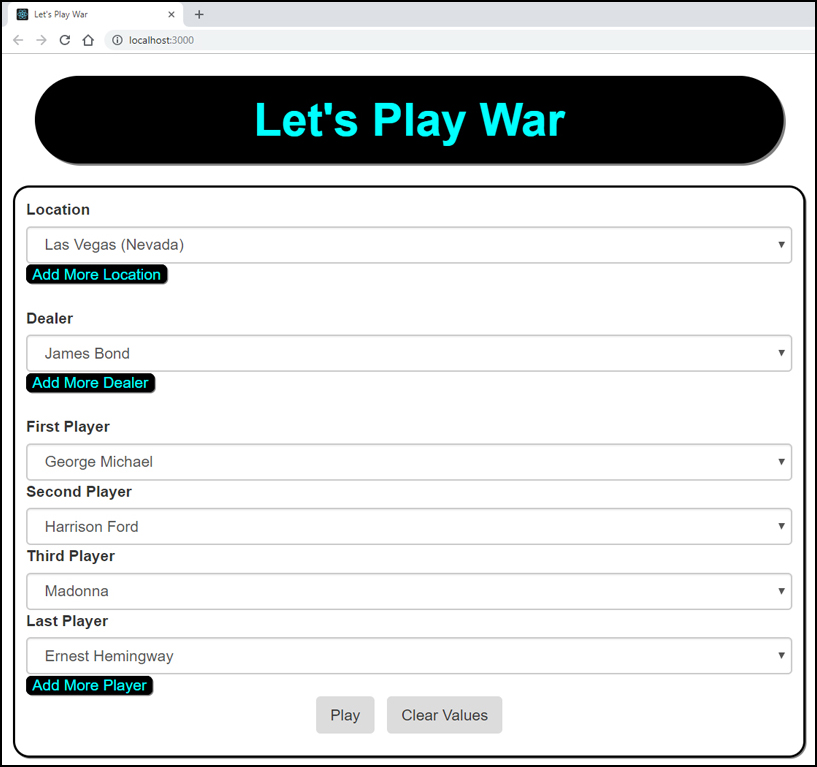 Let's Play War
localhost:3000
Let's Play War
Location
Las Vegas (Nevada)
Add More Location
Dealer
James Bond
Add More Dealer
First Player
George Michael
Second Player
Harrison Ford
Third Player
Madonna
Last Player
Ernest Hemingway
Add More Player
Play Clear Values